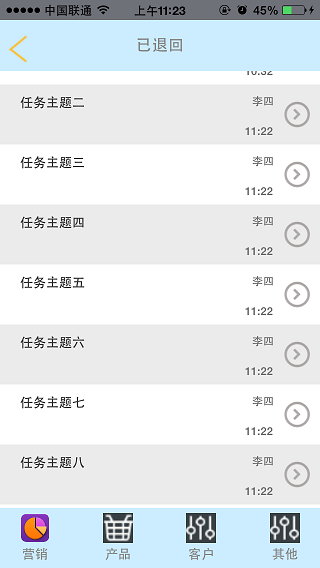 中国联通 上午11:23 45%
已退回
10:32
任务主题二 李四
11:22
任务主题三 李四
11:22
任务主题四 李四
11:22
任务主题五 李四
11:22
任务主题六 李四
11:22
任务主题七 李四
11:22
任务主题八 李四
11:22
营销 产品 客户 其他